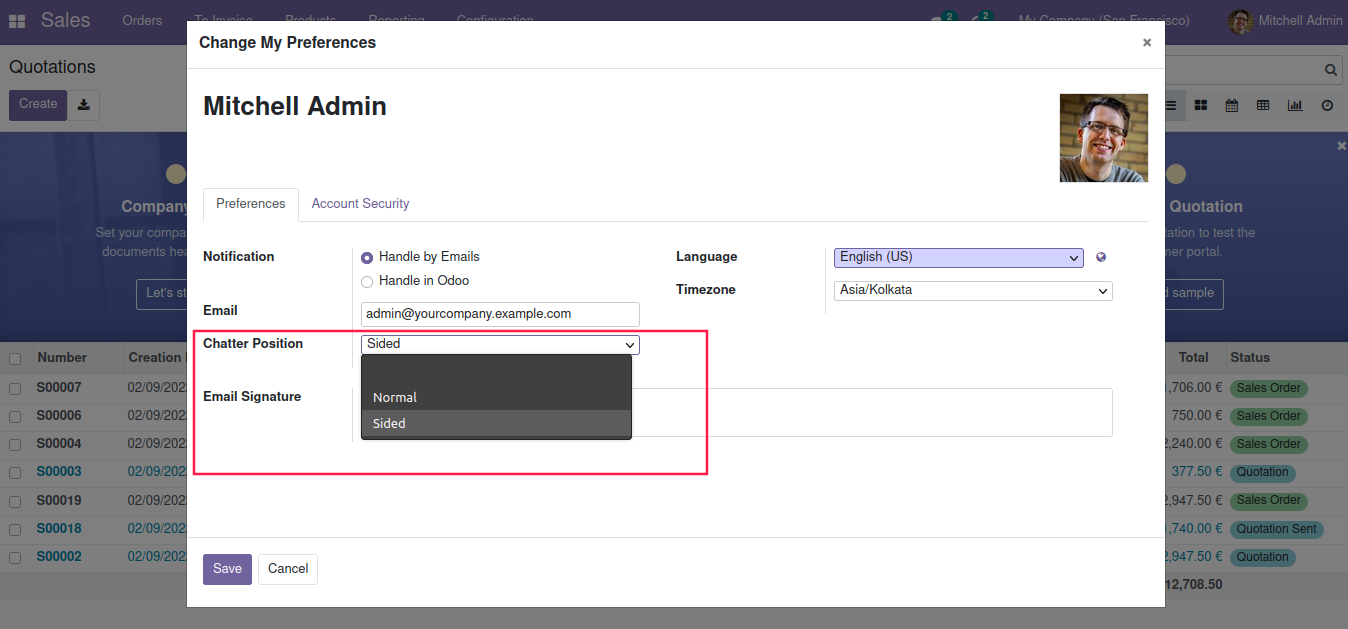 Sales Orders To Invoice Products Reporting Configuration 2 2 My Company (San Francisco) Mitchell Admin
Change My Preferences ×
Quotations
Create
Mitchell Admin
Company
Set your compa
documents hea
Let's st
Quotation
ation to test the
ner portal.
d sample
Preferences Account Security
Notification Handle by Emails
Handle in Odoo
Email admin@yourcompany.example.com
Chatter Position Sided
Normal
Sided
Email Signature
Language English (US)
Timezone Asia/Kolkata
Save Cancel
Number Creation Total Status
S00007 02/09/202 ,706.00 € Sales Order
S00006 02/09/202 750.00 € Sales Order
S00004 02/09/202 2,240.00 € Sales Order
S00003 02/09/202 377.50 € Quotation
S00019 02/09/202 2,947.50 € Sales Order
S00018 02/09/202 ,740.00 € Quotation Sent
S00002 02/09/202 2,947.50 € Quotation
12,708.50